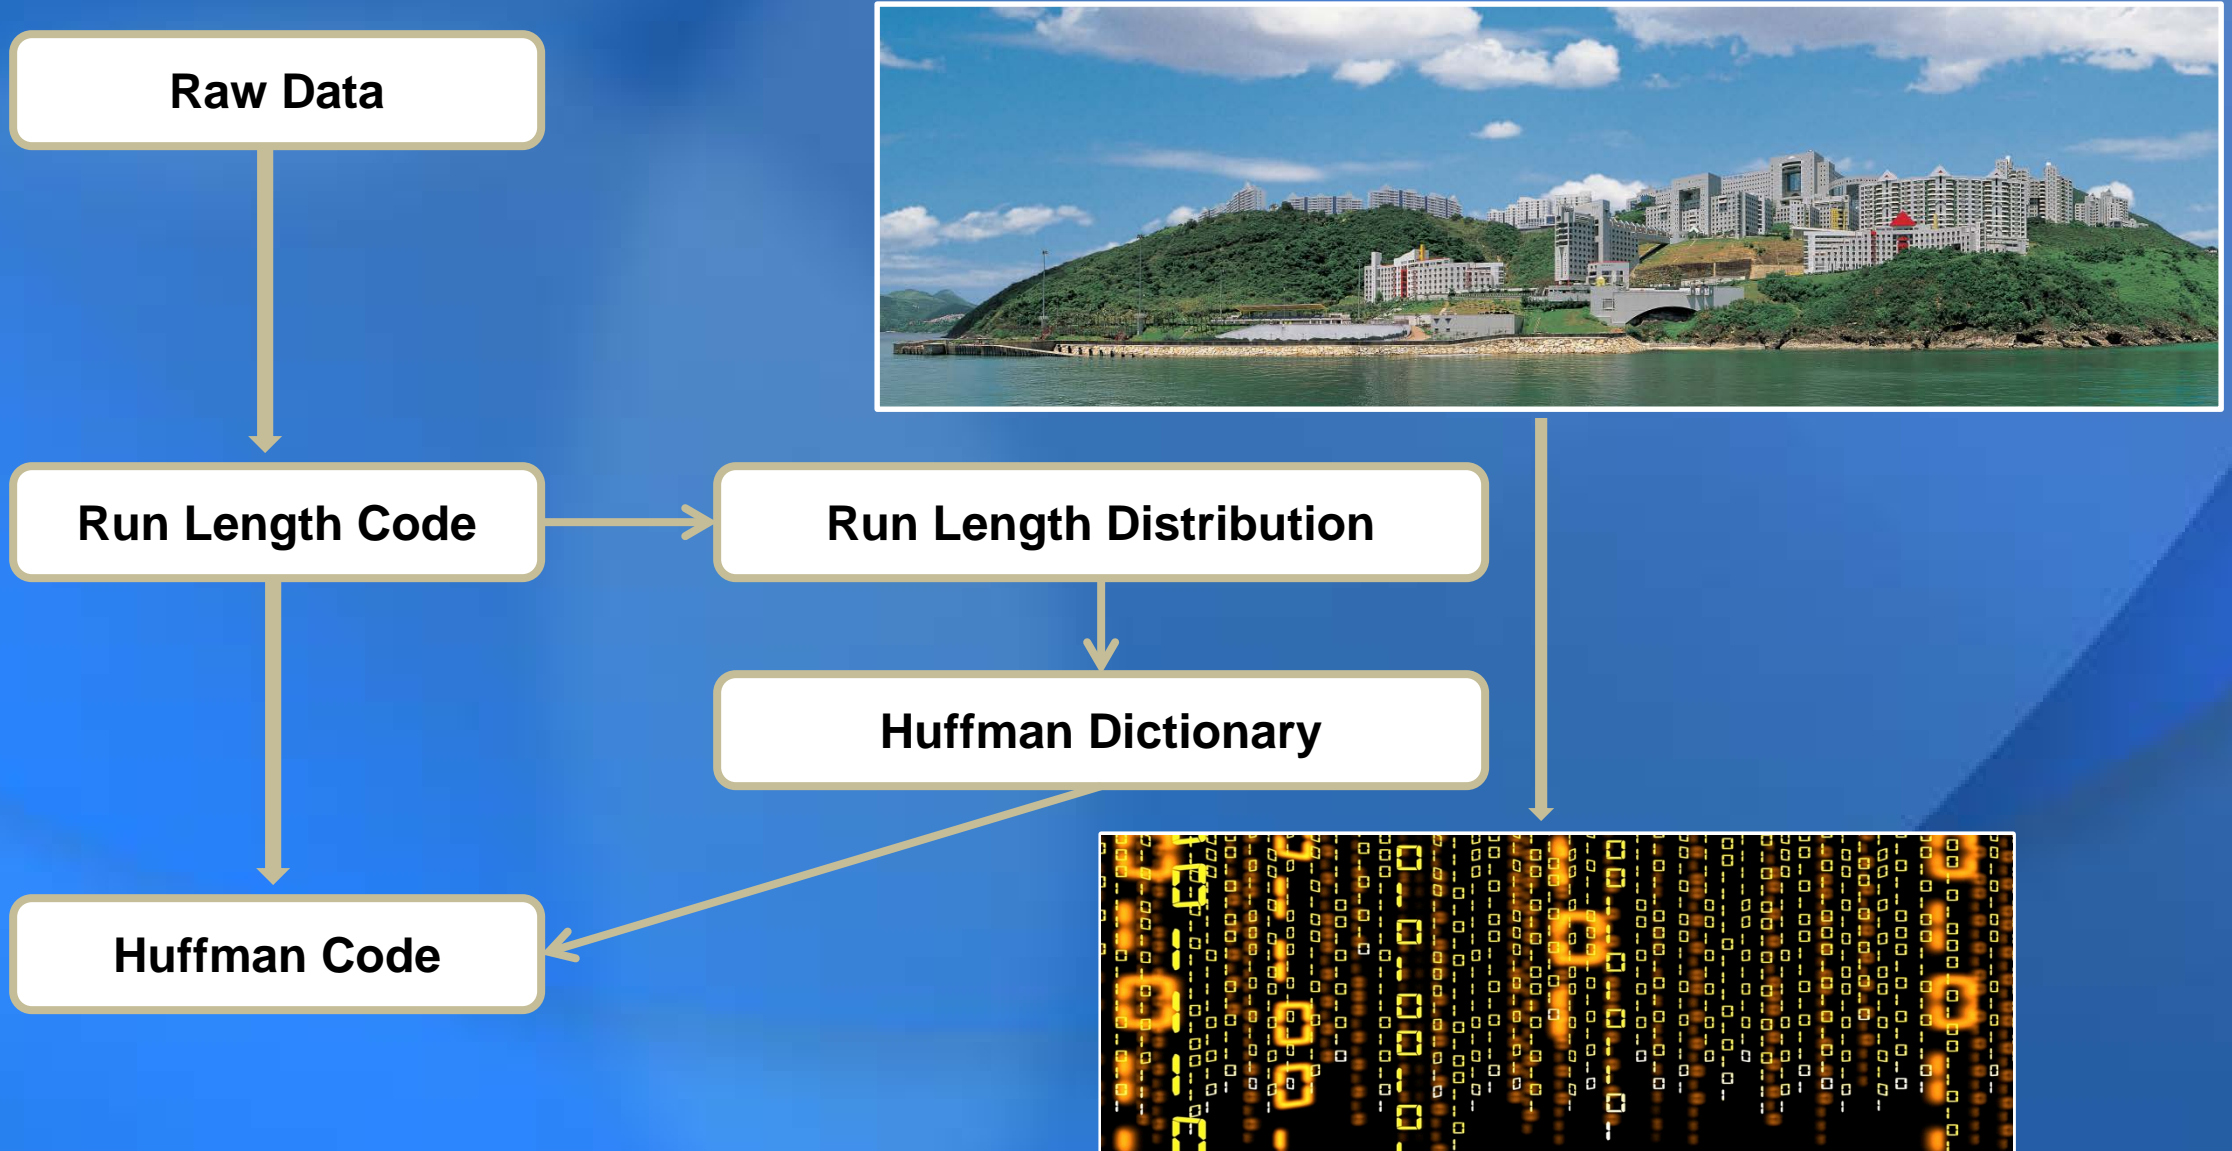 Raw Data
Run Length Code
Run Length Distribution
Huffman Dictionary
Huffman Code